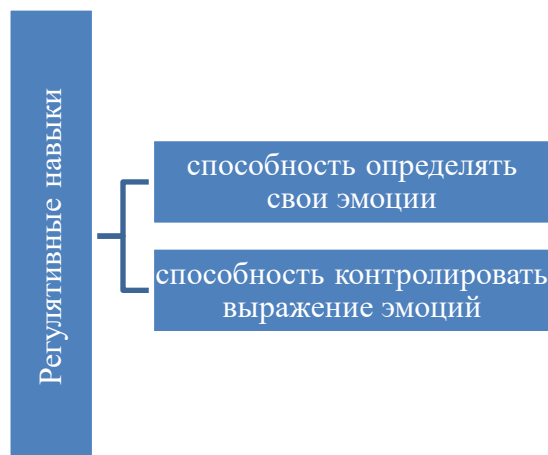 Регулятивные навыки
способность определять
свои эмоции
способность контролировать
выражение эмоций